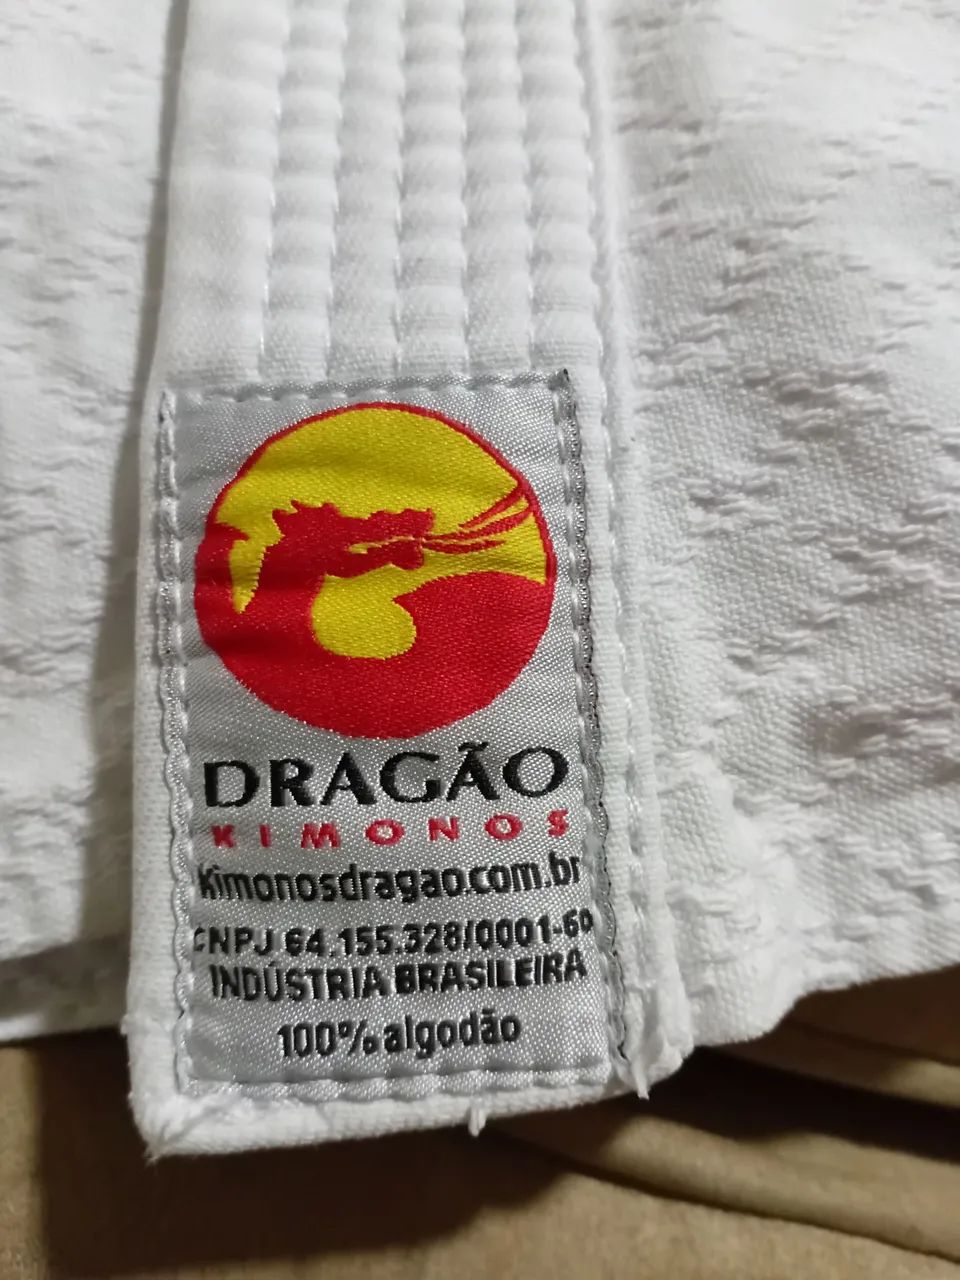 DRAGÃO
KIMONOS
Kimonosdragao.com.br
CNPJ 64.155.328/0001-60
INDÚSTRIA BRASILEIRA
100% algodão